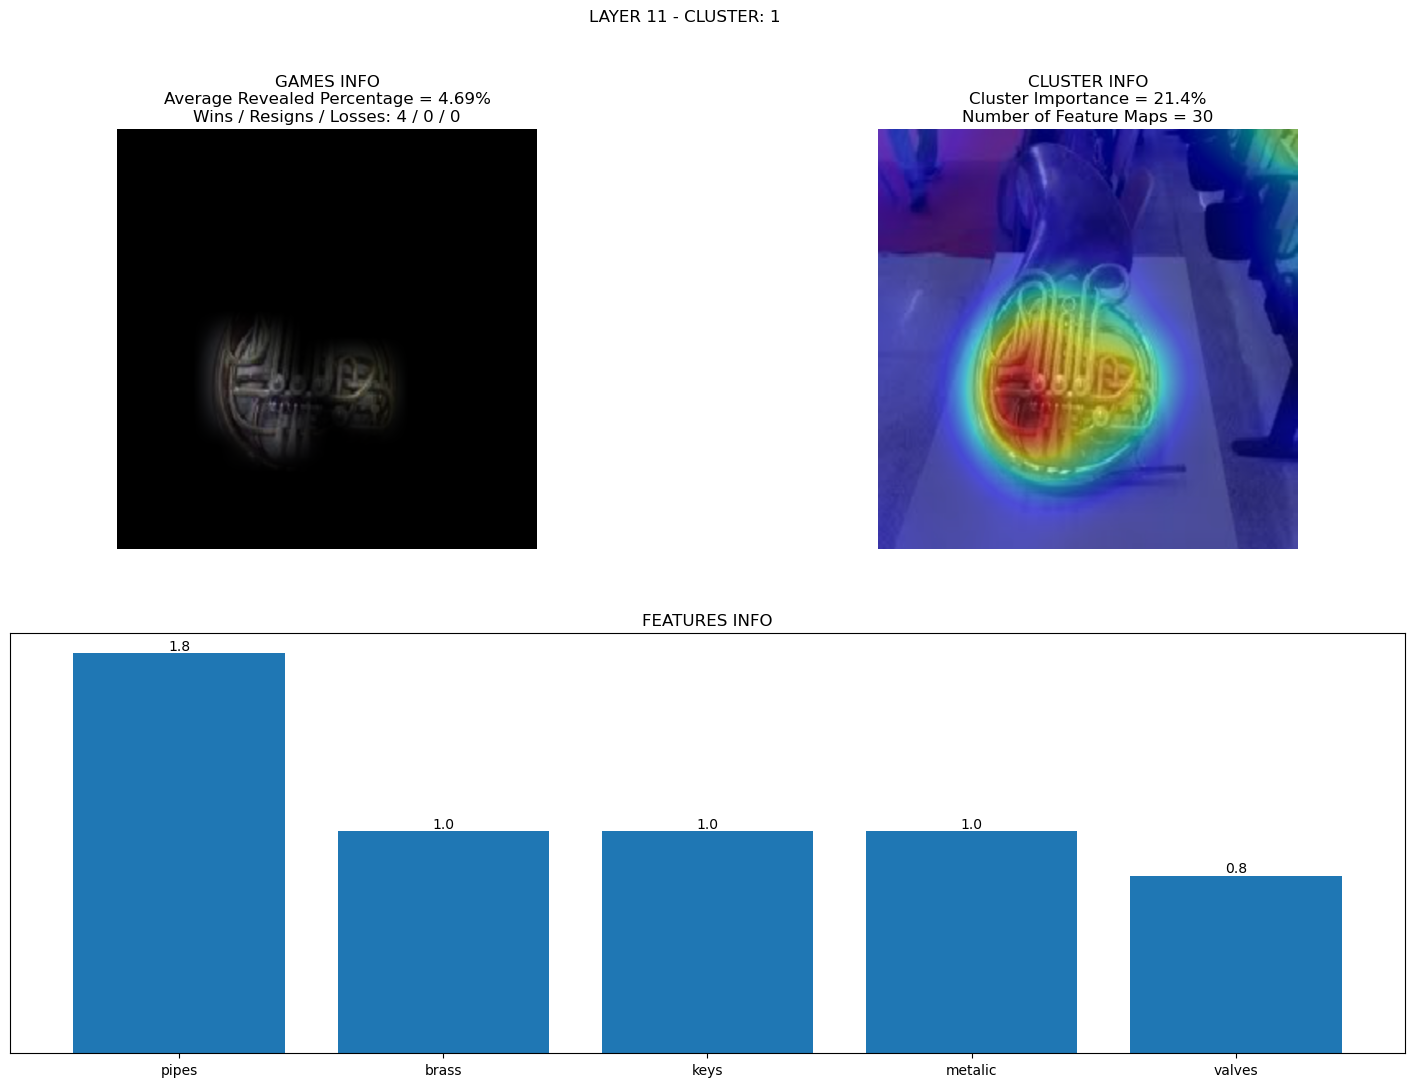 LAYER 11 - CLUSTER: 1
GAMES INFO
Average Revealed Percentage = 4.69%
Wins / Resigns / Losses: 4 / 0 / 0
CLUSTER INFO
Cluster Importance = 21.4%
Number of Feature Maps = 30
FEATURES INFO
1.8
1.0
1.0
1.0
0.8
pipes
brass
keys
metalic
valves